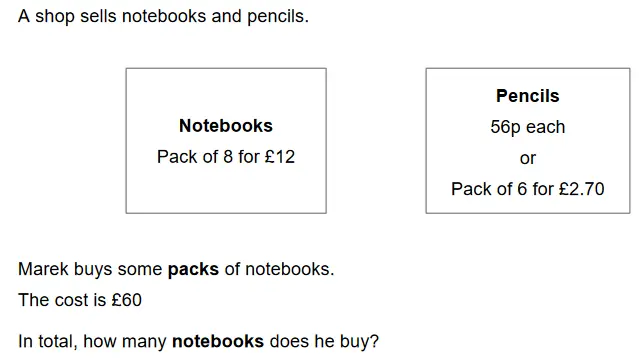 A shop sells notebooks and pencils.
Notebooks
Pack of 8 for £12
Pencils
56p each
or
Pack of 6 for £2.70
Marek buys some packs of notebooks.
The cost is £60
In total, how many notebooks does he buy?